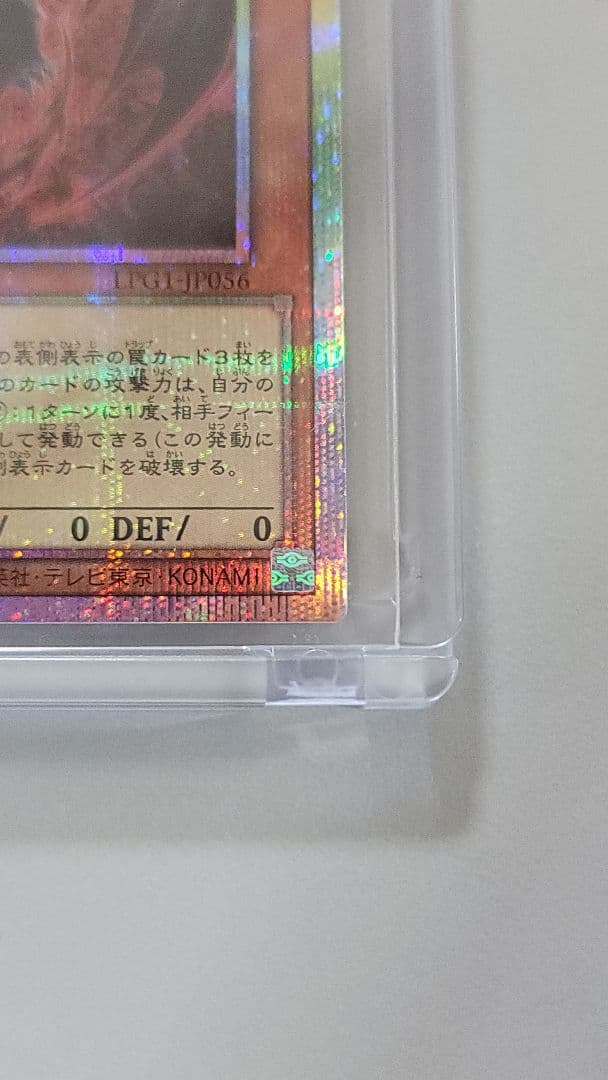 LPG1-JP056
の表側表示の罠カード3枚を
のカードの攻撃力は、自分の
：1ターンに1度、相手フィー
して発動できる(この発動に
表示カードを破壊する。
/ 0 DEF/ 0
社・テレビ東京・KONAMI